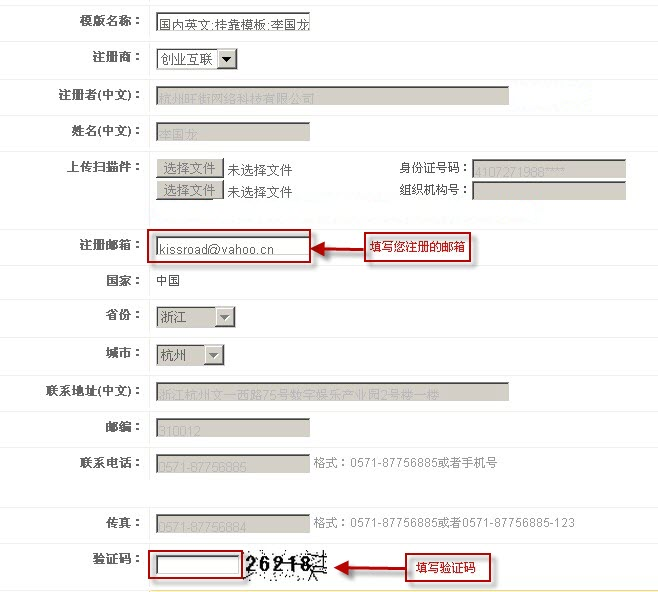 模版名称： 国内英文;挂靠模板;李国龙
注册商： 创业互联
注册者(中文)： 杭州旺街网络科技有限公司
姓名(中文)： 李国龙
上传扫描件： 选择文件 未选择文件 身份证号码： 4107271988****
选择文件 未选择文件 组织机构号：
注册邮箱： kissroad@yahoo.cn 填写您注册的邮箱
国家： 中国
省份： 浙江
城市： 杭州
联系地址(中文)： 浙江杭州文一西路75号数字娱乐产业园2号楼一楼
邮编： 310012
联系电话： 0571-87756885 格式：0571-87756885或者手机号
传真： 0571-87756884 格式：0571-87756885或者0571-87756885-123
验证码： 26218 填写验证码